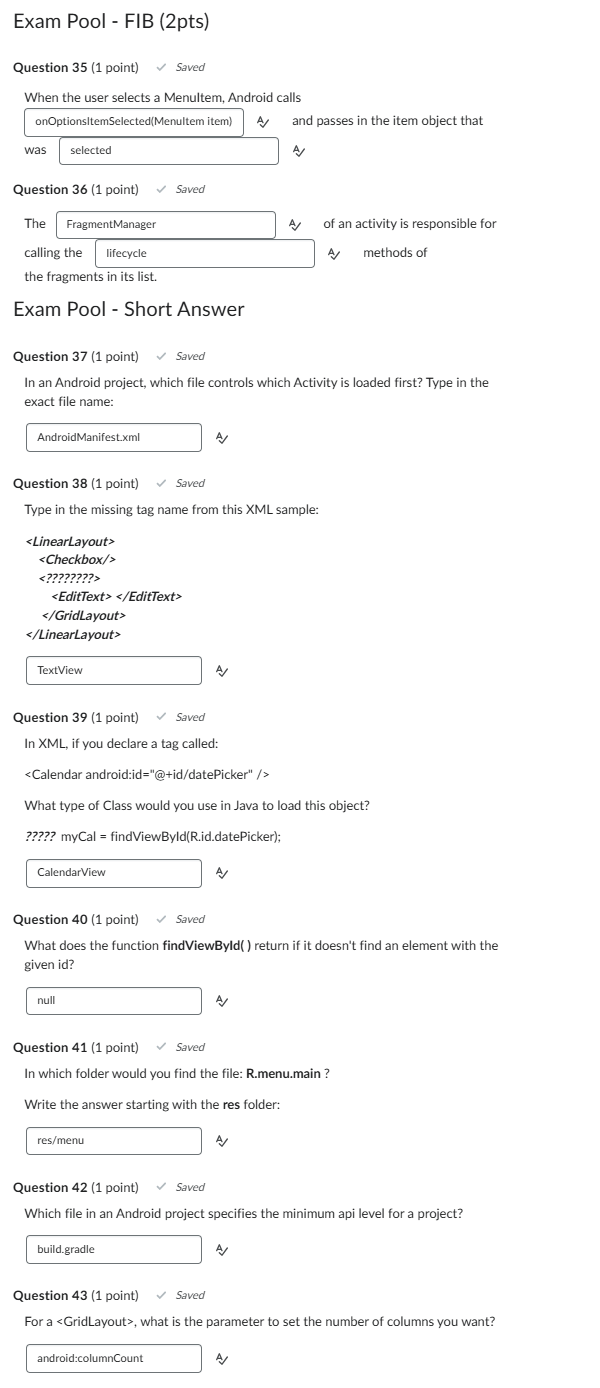 Exam Pool - FIB (2pts)
Question 35 (1 point) ✓ Saved
When the user selects a MenuItem, Android calls
onOptionsItemSelected(MenuItem item) and passes in the item object that
was selected
Question 36 (1 point) ✓ Saved
The FragmentManager of an activity is responsible for
calling the lifecycle methods of
the fragments in its list.
Exam Pool - Short Answer
Question 37 (1 point) ✓ Saved
In an Android project, which file controls which Activity is loaded first? Type in the
exact file name:
AndroidManifest.xml
Question 38 (1 point) ✓ Saved
Type in the missing tag name from this XML sample:
<LinearLayout>
<Checkbox/>
<????????>
<EditText> </EditText>
</GridLayout>
</LinearLayout>
TextView
Question 39 (1 point) ✓ Saved
In XML, if you declare a tag called:
<Calendar android:id="@+id/datePicker" />
What type of Class would you use in Java to load this object?
????? myCal = findViewById(R.id.datePicker);
CalendarView
Question 40 (1 point) ✓ Saved
What does the function findViewById( ) return if it doesn't find an element with the
given id?
null
Question 41 (1 point) ✓ Saved
In which folder would you find the file: R.menu.main ?
Write the answer starting with the res folder:
res/menu
Question 42 (1 point) ✓ Saved
Which file in an Android project specifies the minimum api level for a project?
build.gradle
Question 43 (1 point) ✓ Saved
For a <GridLayout>, what is the parameter to set the number of columns you want?
android:columnCount